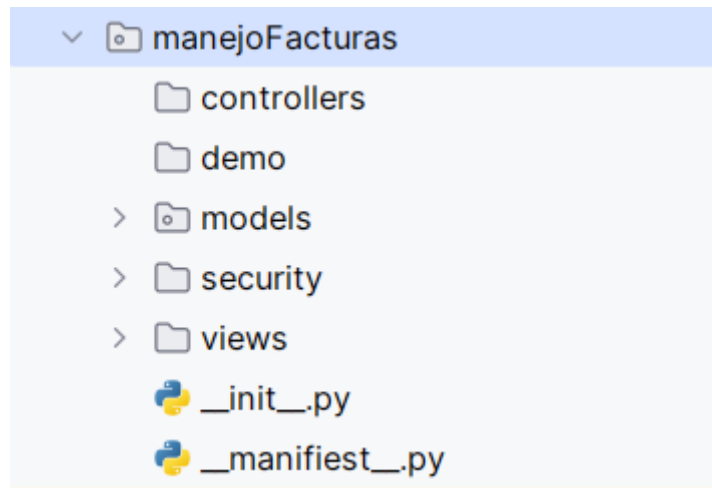 manejoFacturas
controllers
demo
models
security
views
__init__.py
__manifiest__.py